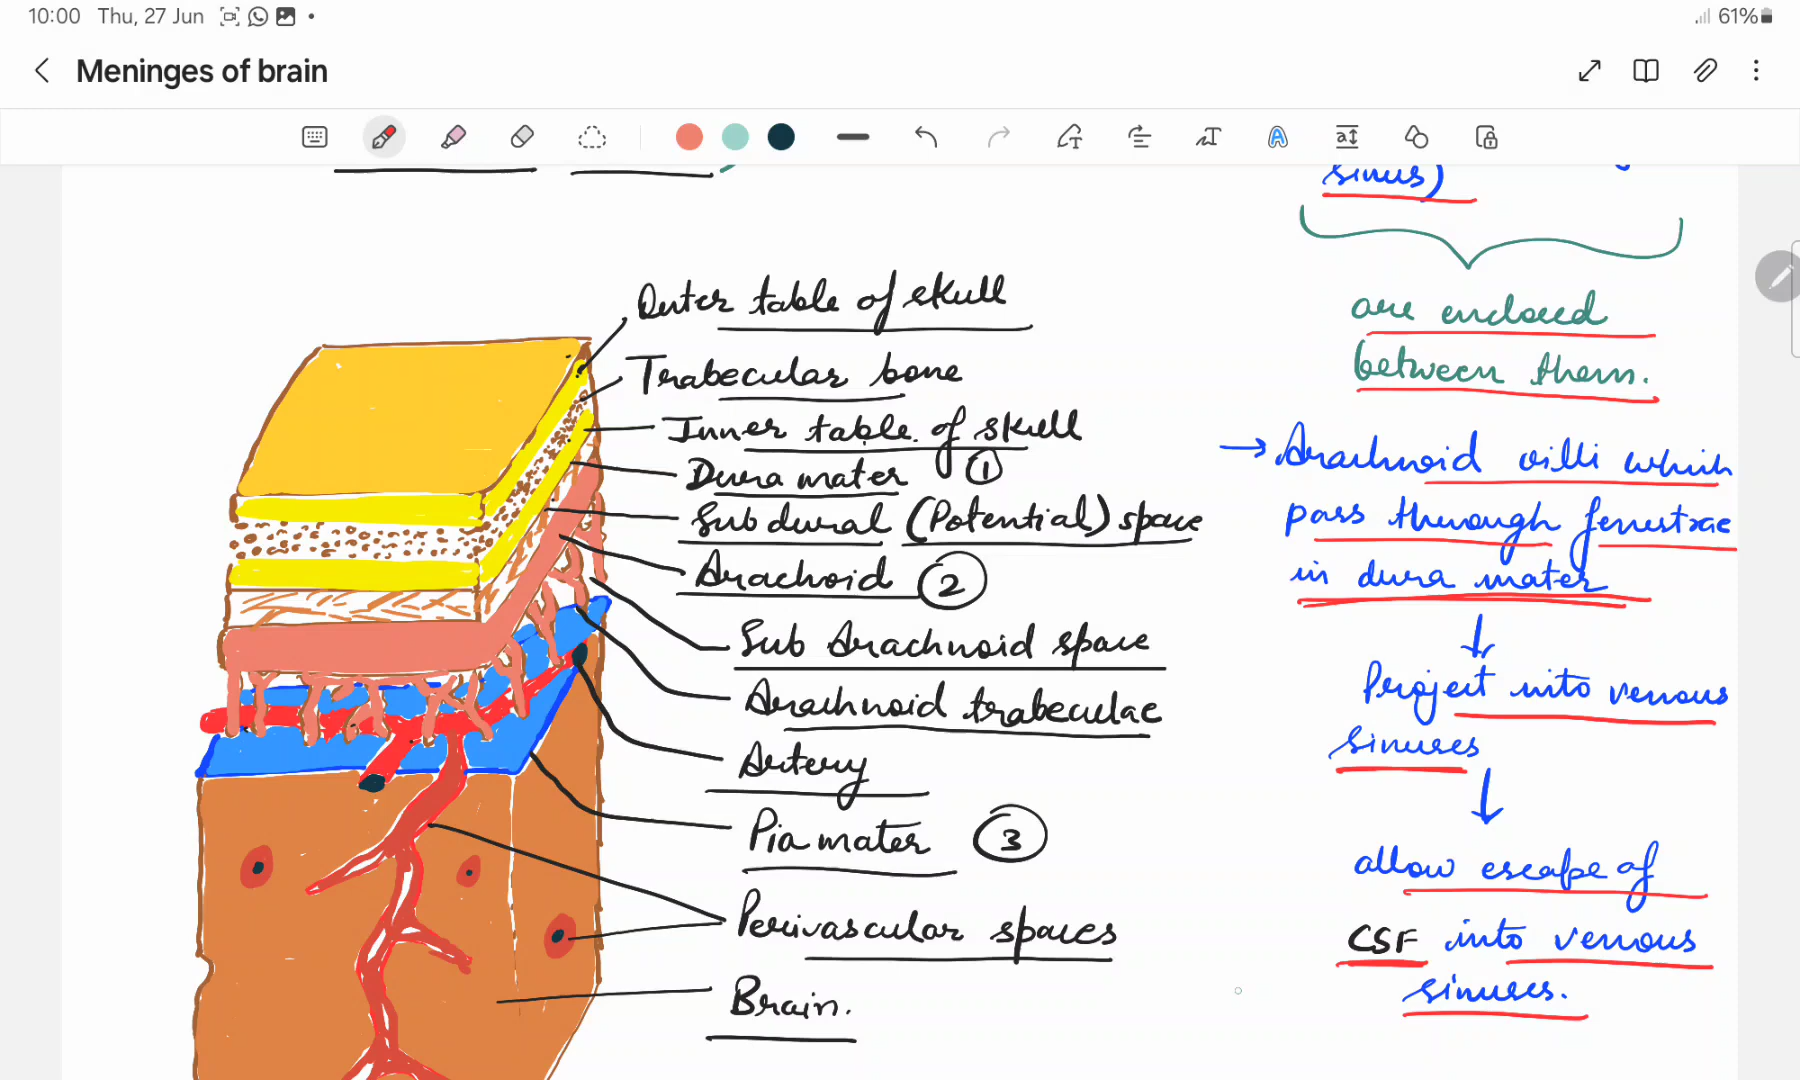 10:00 Thu, 27 Jun
61%
Meninges of brain
sinus)
Outer table of skull
Trabecular bone
Inner table of skull
Dura mater ①
Sub dural (Potential) space
Arachoid ②
Sub Arachnoid space
Arachnoid trabeculae
Artery
Pia mater ③
Perivascular spaces
Brain.
are enclosed
between them.
→ Arachnoid villi which
pass through fenestrae
in dura mater
↓
Project into venous
sinuses
↓
allow escape of
CSF into venous
sinuses.